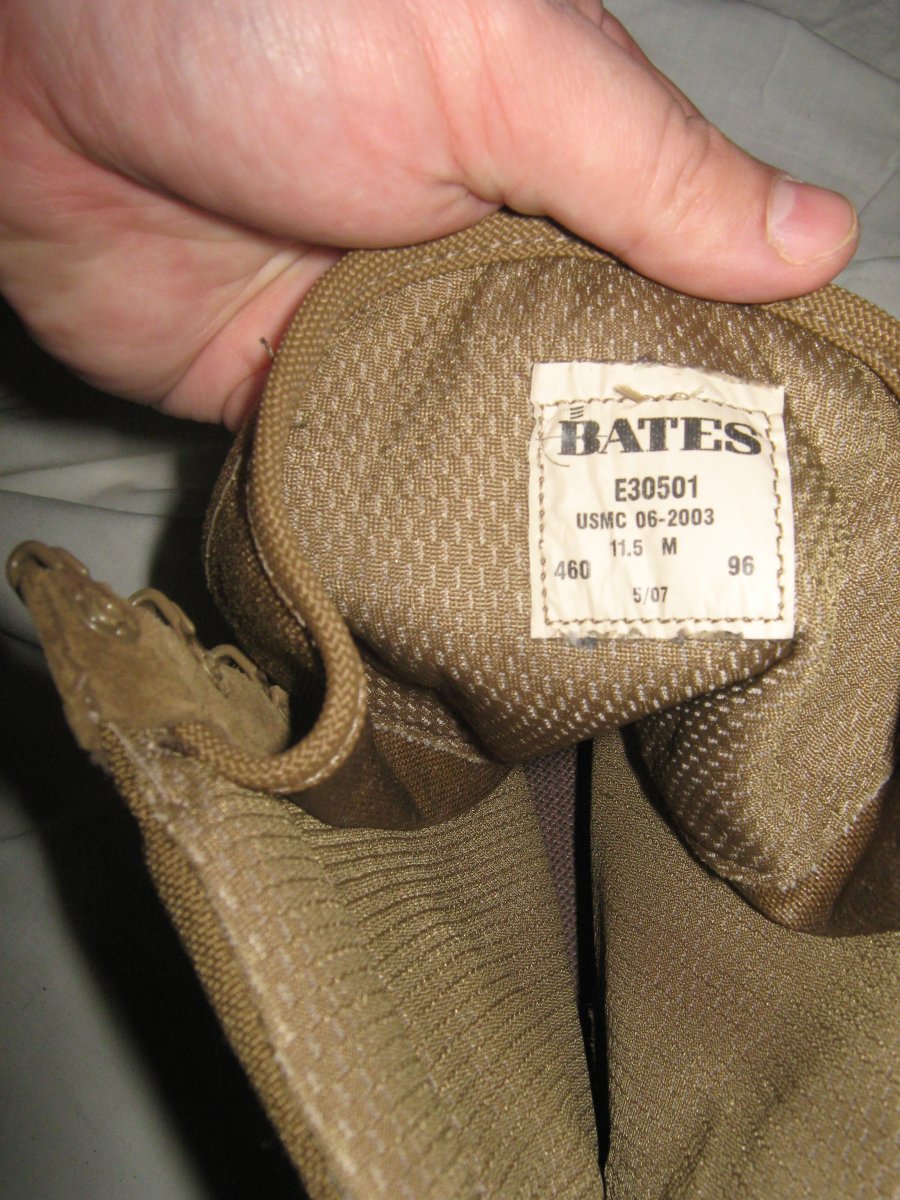 BATES
E30501
USMC 06-2003
11.5 M
460 96
5/07